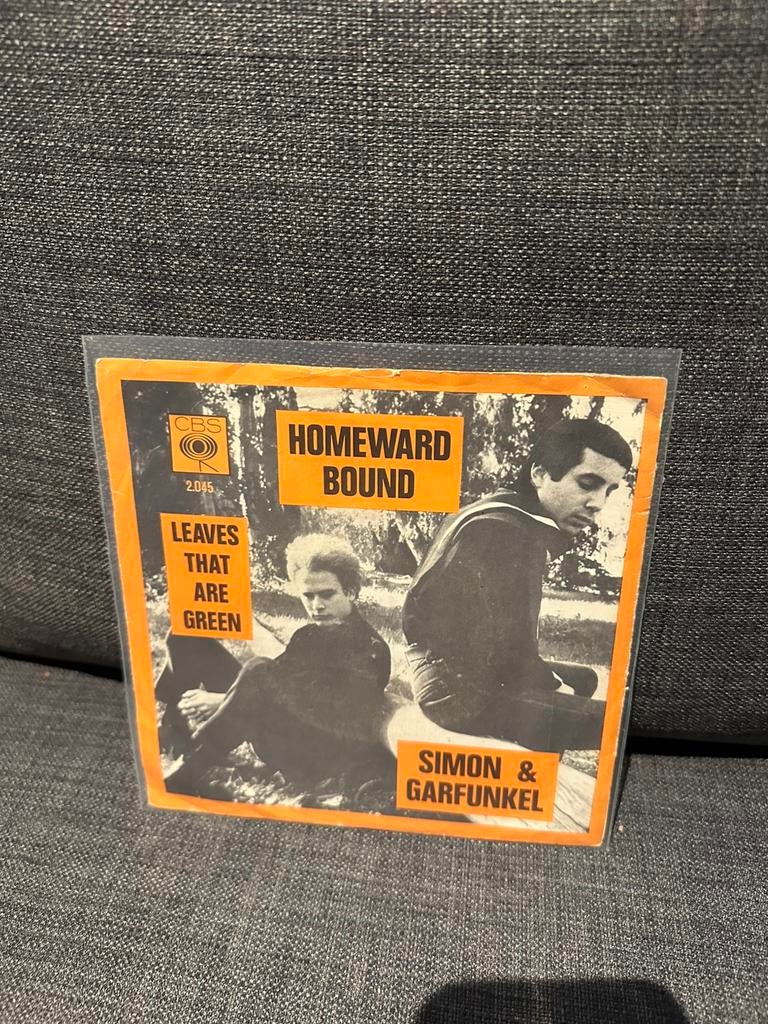 CBS
2.045
HOMEWARD
BOUND
LEAVES
THAT
ARE
GREEN
SIMON &
GARFUNKEL